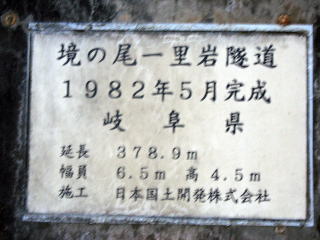 境の尾一里岩隧道
1982年5月完成
岐阜県
延長 378.9m
幅員 6.5m 高 4.5m
施工 日本国土開発株式会社